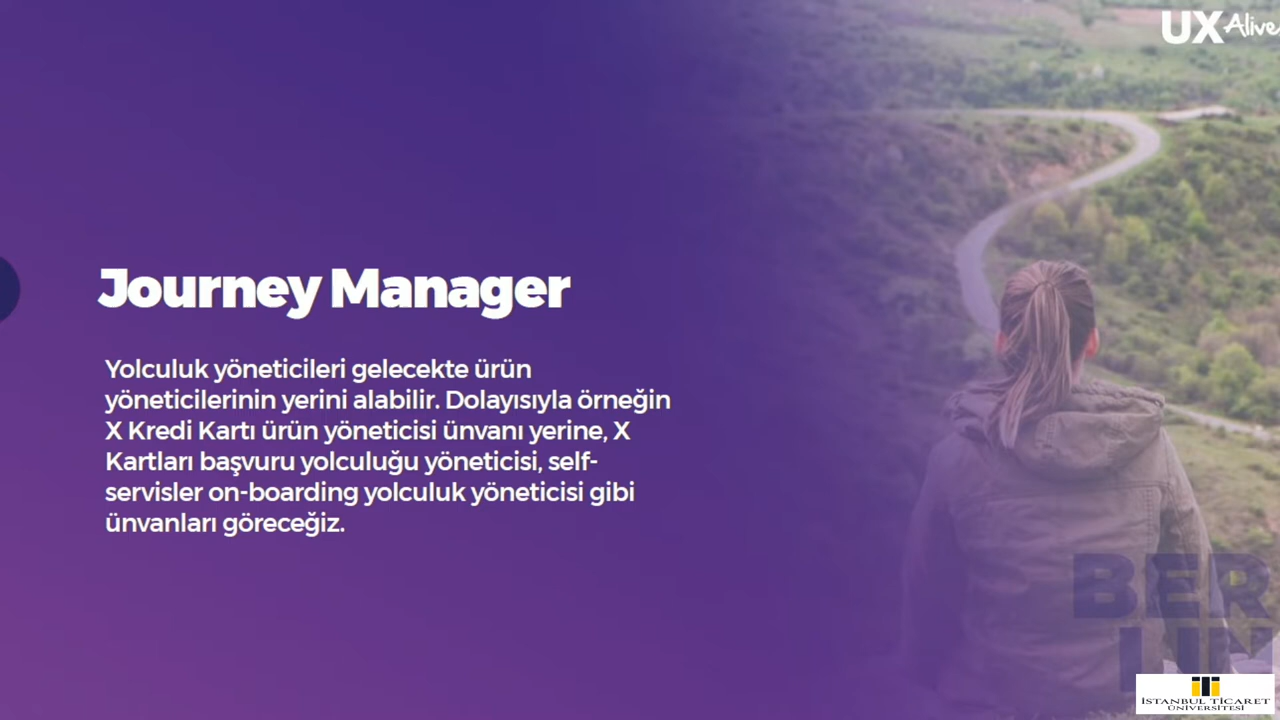 UX Alive
Journey Manager
Yolculuk yöneticileri gelecekte ürün
yöneticilerinin yerini alabilir. Dolayısıyla örneğin
X Kredi Kartı ürün yöneticisi ünvanı yerine, X
Kartları başvuru yolculuğu yöneticisi, self-
servisler on-boarding yolculuk yöneticisi gibi
ünvanları göreceğiz.
BER
LIN
İSTANBUL TİCARET
ÜNİVERSİTESİ